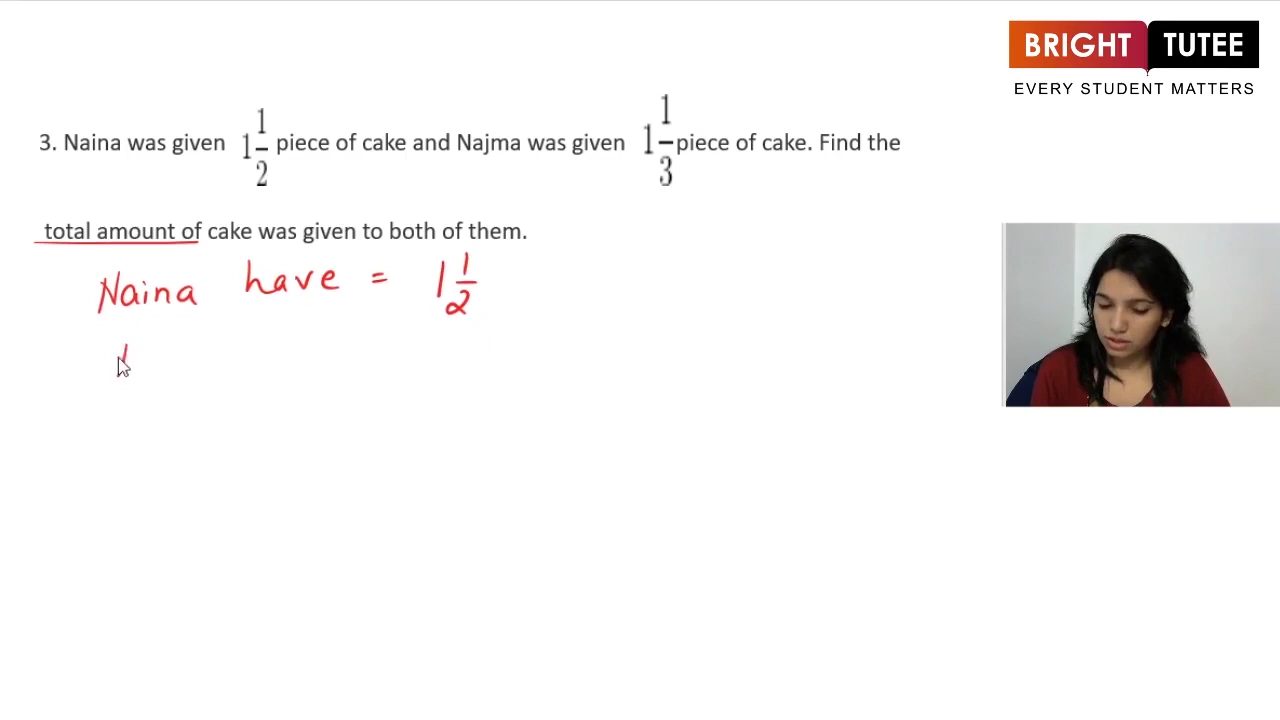 BRIGHT TUTEE
EVERY STUDENT MATTERS
3. Naina was given 1 1/2 piece of cake and Najma was given 1 1/3 piece of cake. Find the
total amount of cake was given to both of them.
Naina have = 1 1/2